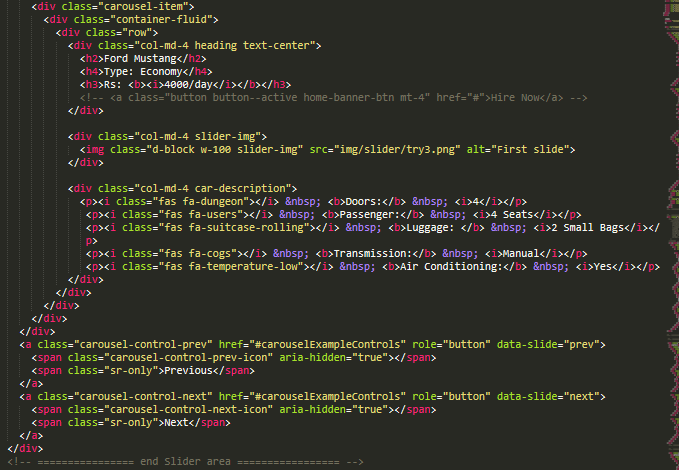 <div class="carousel-item">
<div class="container-fluid">
<div class="row">
<div class="col-md-4 heading text-center">
<h2>Ford Mustang</h2>
<h4>Type: Economy</h4>
<h3>Rs: <b><i>4000/day</i></b></h3>
<!-- <a class="button button--active home-banner-btn mt-4" href="#">Hire Now</a> -->
</div>
<div class="col-md-4 slider-img">
<img class="d-block w-100 slider-img" src="img/slider/try3.png" alt="First slide">
</div>
<div class="col-md-4 car-description">
<p><i class="fas fa-dungeon"></i> &nbsp; <b>Doors:</b> &nbsp; <i>4</i></p>
<p><i class="fas fa-users"></i> &nbsp; <b>Passenger:</b> &nbsp; <i>4 Seats</i></p>
<p><i class="fas fa-suitcase-rolling"></i> &nbsp; <b>Luggage: </b> &nbsp; <i>2 Small Bags</i></
p>
<p><i class="fas fa-cogs"></i> &nbsp; <b>Transmission:</b> &nbsp; <i>Manual</i></p>
<p><i class="fas fa-temperature-low"></i> &nbsp; <b>Air Conditioning:</b> &nbsp; <i>Yes</i></p>
</div>
</div>
</div>
</div>
</div>
<a class="carousel-control-prev" href="#carouselExampleControls" role="button" data-slide="prev">
<span class="carousel-control-prev-icon" aria-hidden="true"></span>
<span class="sr-only">Previous</span>
</a>
<a class="carousel-control-next" href="#carouselExampleControls" role="button" data-slide="next">
<span class="carousel-control-next-icon" aria-hidden="true"></span>
<span class="sr-only">Next</span>
</a>
</div>
<!-- ================ end Slider area ================= -->